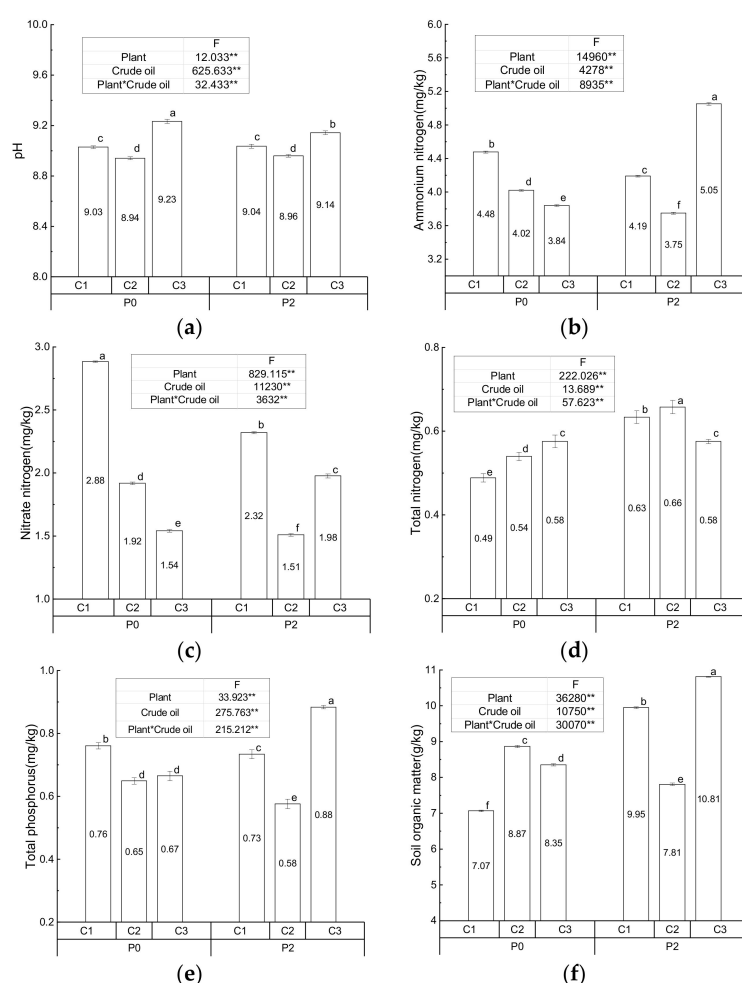 10.0
9.6
9.2
8.8
8.4
8.0
pH
F
Plant 12.033**
Crude oil 625.633**
Plant*Crude oil 32.433**
c d a c d b
9.03 8.94 9.23 9.04 8.96 9.14
C1 C2 C3 C1 C2 C3
P0 P2
(a)
6.0
5.2
4.4
4.0
3.2
Ammonium nitrogen(mg/kg)
F
Plant 14960**
Crude oil 4278**
Plant*Crude oil 8935**
b d e c f a
4.48 4.02 3.84 4.19 3.75 5.05
C1 C2 C3 C1 C2 C3
P0 P2
(b)
3.0
2.5
2.0
1.5
1.0
Nitrate nitrogen(mg/kg)
F
Plant 829.115**
Crude oil 11230**
Plant*Crude oil 3632**
a d e b f c
2.88 1.92 1.54 2.32 1.51 1.98
C1 C2 C3 C1 C2 C3
P0 P2
(c)
0.8
0.6
0.4
0.2
Total nitrogen(mg/kg)
F
Plant 222.026**
Crude oil 13.689**
Plant*Crude oil 57.623**
e d c b a c
0.49 0.54 0.58 0.63 0.66 0.58
C1 C2 C3 C1 C2 C3
P0 P2
(d)
1.0
0.8
0.6
0.4
0.2
Total phosphorus(mg/kg)
F
Plant 33.923**
Crude oil 275.763**
Plant*Crude oil 215.212**
b d d c e a
0.76 0.65 0.67 0.73 0.58 0.88
C1 C2 C3 C1 C2 C3
P0 P2
(e)
11
10
9
8
7
6
5
4
Soil organic matter(g/kg)
F
Plant 36280**
Crude oil 10750**
Plant*Crude oil 30070**
f c d b e a
7.07 8.87 8.35 9.95 7.81 10.81
C1 C2 C3 C1 C2 C3
P0 P2
(f)